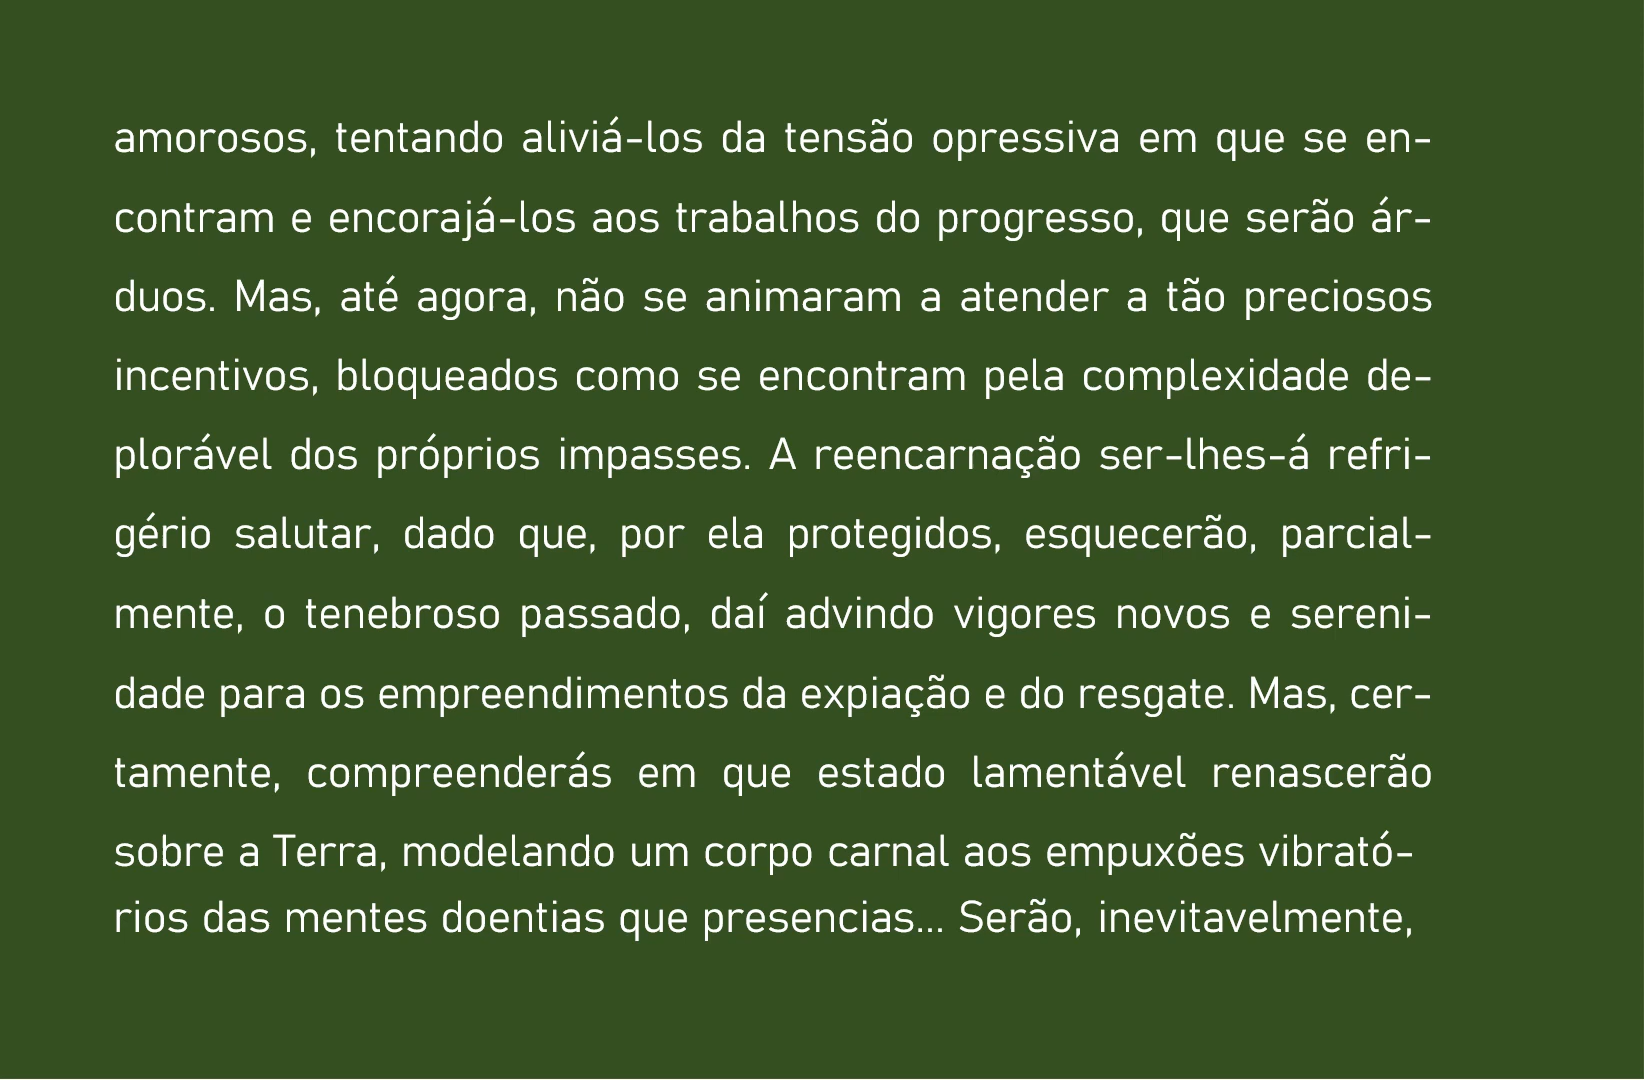 amorosos, tentando aliviá-los da tensão opressiva em que se en-
contram e encorajá-los aos trabalhos do progresso, que serão ár-
duos. Mas, até agora, não se animaram a atender a tão preciosos
incentivos, bloqueados como se encontram pela complexidade de-
plorável dos próprios impasses. A reencarnação ser-lhes-á refri-
gério salutar, dado que, por ela protegidos, esquecerão, parcial-
mente, o tenebroso passado, daí advindo vigores novos e sereni-
dade para os empreendimentos da expiação e do resgate. Mas, cer-
tamente, compreenderás em que estado lamentável renascerão
sobre a Terra, modelando um corpo carnal aos empuxões vibrató-
rios das mentes doentias que presencias... Serão, inevitavelmente,